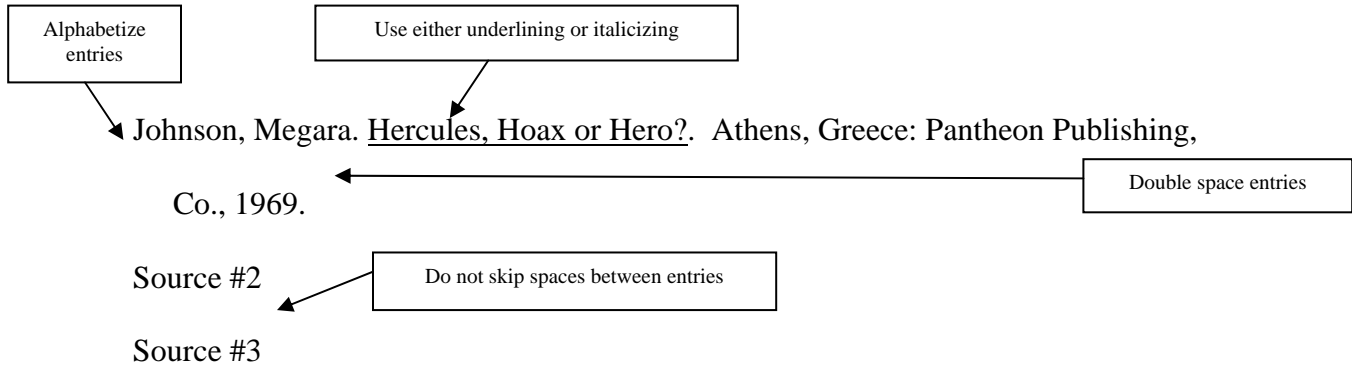 Alphabetize
entries
Use either underlining or italicizing
Johnson, Megara. Hercules, Hoax or Hero?.  Athens, Greece: Pantheon Publishing,
Double space entries
Co., 1969.
Source #2
Do not skip spaces between entries
Source #3